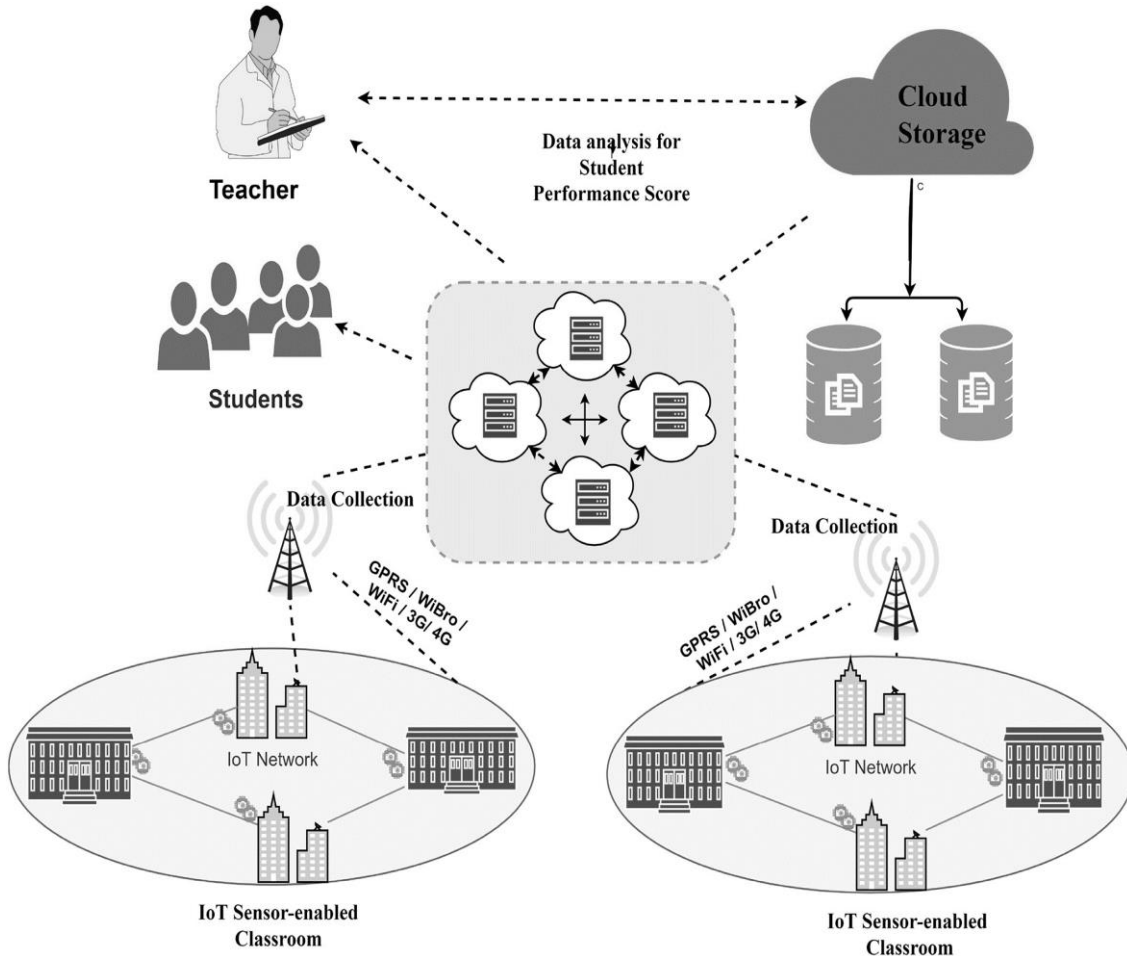 Cloud
Storage
Data analysis for
Student
Performance Score
Teacher
C
Students
Data Collection
Data Collection
GPRS / WiBro /
WiFi / 3G/ 4G
GPRS / WiBro /
WiFi / 3G/ 4G
IoT Network
IoT Network
IoT Sensor-enabled
Classroom
IoT Sensor-enabled
Classroom